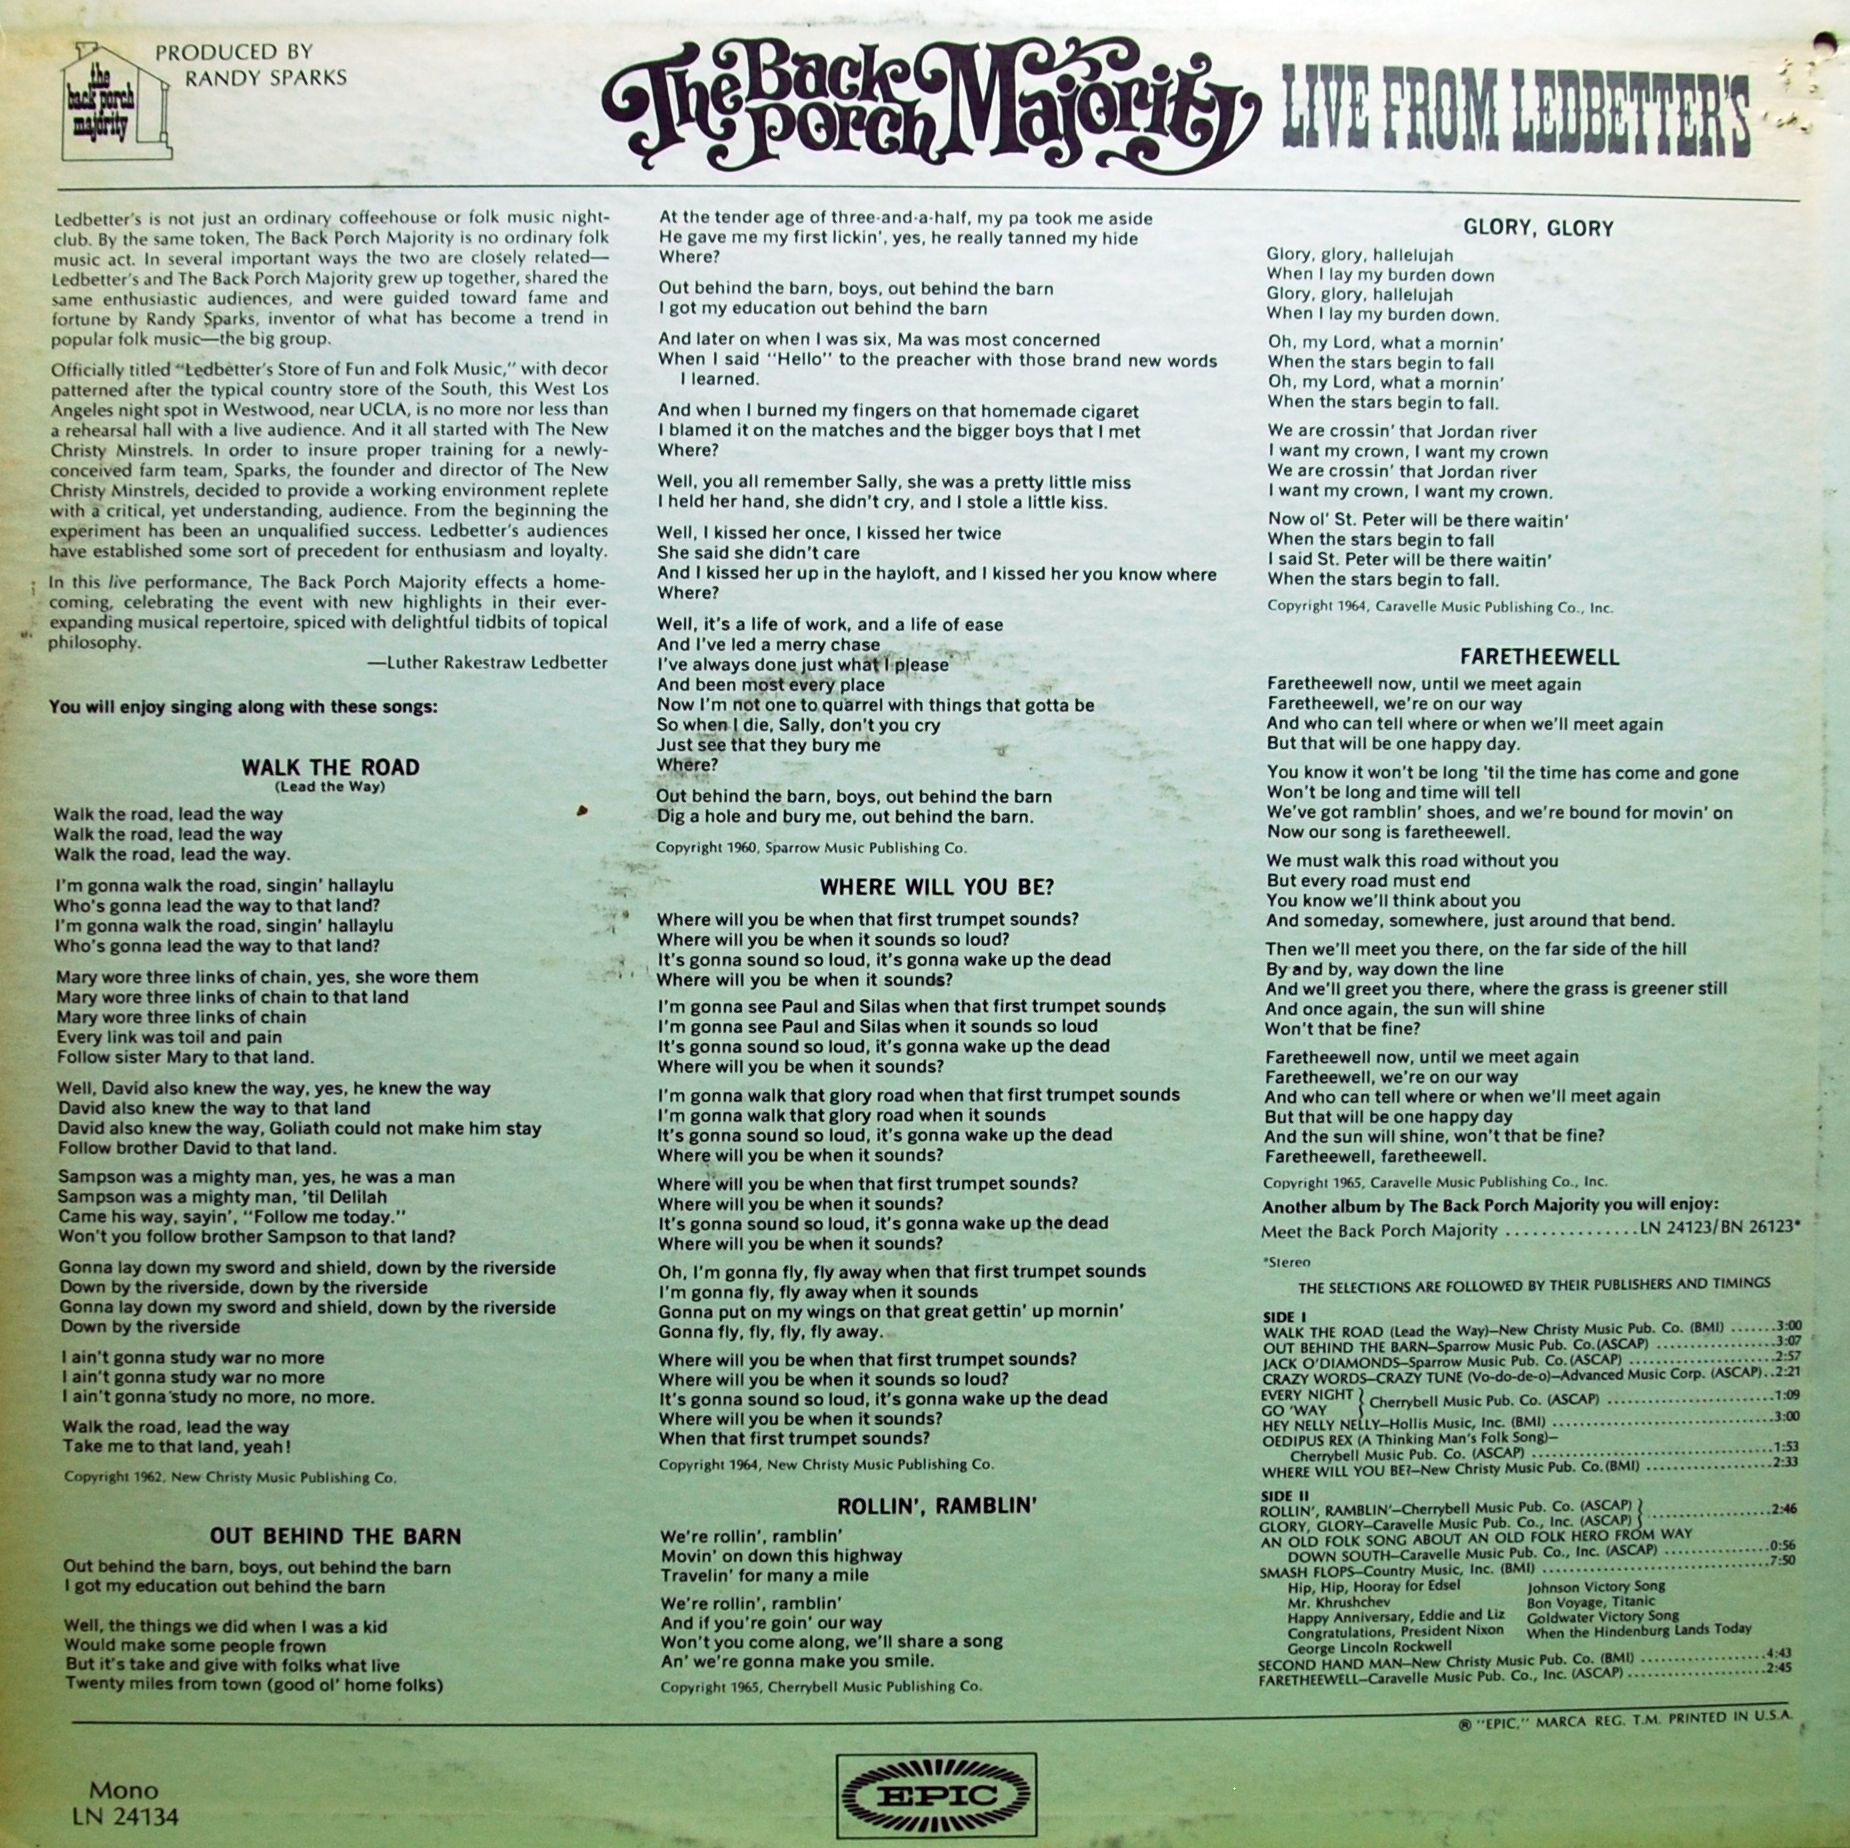 the
back porch
majority
PRODUCED BY
RANDY SPARKS
The Back Porch Majority LIVE FROM LEDBETTER'S
Ledbetter's is not just an ordinary coffeehouse or folk music night-
club. By the same token, The Back Porch Majority is no ordinary folk
music act. In several important ways the two are closely related—
Ledbetter's and The Back Porch Majority grew up together, shared the
same enthusiastic audiences, and were guided toward fame and
fortune by Randy Sparks, inventor of what has become a trend in
popular folk music—the big group.
Officially titled "Ledbetter's Store of Fun and Folk Music," with decor
patterned after the typical country store of the South, this West Los
Angeles night spot in Westwood, near UCLA, is no more nor less than
a rehearsal hall with a live audience. And it all started with The New
Christy Minstrels. In order to insure proper training for a newly-
conceived farm team, Sparks, the founder and director of The New
Christy Minstrels, decided to provide a working environment replete
with a critical, yet understanding, audience. From the beginning the
experiment has been an unqualified success. Ledbetter's audiences
have established some sort of precedent for enthusiasm and loyalty.
In this live performance, The Back Porch Majority effects a home-
coming, celebrating the event with new highlights in their ever-
expanding musical repertoire, spiced with delightful tidbits of topical
philosophy.
—Luther Rakestraw Ledbetter
You will enjoy singing along with these songs:
WALK THE ROAD
(Lead the Way)
Walk the road, lead the way
Walk the road, lead the way
Walk the road, lead the way.
I'm gonna walk the road, singin' hallaylu
Who's gonna lead the way to that land?
I'm gonna walk the road, singin' hallaylu
Who's gonna lead the way to that land?
Mary wore three links of chain, yes, she wore them
Mary wore three links of chain to that land
Mary wore three links of chain
Every link was toil and pain
Follow sister Mary to that land.
Well, David also knew the way, yes, he knew the way
David also knew the way to that land
David also knew the way, Goliath could not make him stay
Follow brother David to that land.
Sampson was a mighty man, yes, he was a man
Sampson was a mighty man, 'til Delilah
Came his way, sayin', "Follow me today."
Won't you follow brother Sampson to that land?
Gonna lay down my sword and shield, down by the riverside
Down by the riverside, down by the riverside
Gonna lay down my sword and shield, down by the riverside
Down by the riverside
I ain't gonna study war no more
I ain't gonna study war no more
I ain't gonna study no more, no more.
Walk the road, lead the way
Take me to that land, yeah!
Copyright 1962, New Christy Music Publishing Co.
OUT BEHIND THE BARN
Out behind the barn, boys, out behind the barn
I got my education out behind the barn
Well, the things we did when I was a kid
Would make some people frown
But it's take and give with folks what live
Twenty miles from town (good ol' home folks)
At the tender age of three-and-a-half, my pa took me aside
He gave me my first lickin', yes, he really tanned my hide
Where?
Out behind the barn, boys, out behind the barn
I got my education out behind the barn
And later on when I was six, Ma was most concerned
When I said "Hello" to the preacher with those brand new words
I learned.
And when I burned my fingers on that homemade cigaret
I blamed it on the matches and the bigger boys that I met
Where?
Well, you all remember Sally, she was a pretty little miss
I held her hand, she didn't cry, and I stole a little kiss.
Well, I kissed her once, I kissed her twice
She said she didn't care
And I kissed her up in the hayloft, and I kissed her you know where
Where?
Well, it's a life of work, and a life of ease
And I've led a merry chase
I've always done just what I please
And been most every place
Now I'm not one to quarrel with things that gotta be
So when I die, Sally, don't you cry
Just see that they bury me
Where?
Out behind the barn, boys, out behind the barn
Dig a hole and bury me, out behind the barn.
Copyright 1960, Sparrow Music Publishing Co.
WHERE WILL YOU BE?
Where will you be when that first trumpet sounds?
Where will you be when it sounds so loud?
It's gonna sound so loud, it's gonna wake up the dead
Where will you be when it sounds?
I'm gonna see Paul and Silas when that first trumpet sounds
I'm gonna see Paul and Silas when it sounds so loud
It's gonna sound so loud, it's gonna wake up the dead
Where will you be when it sounds?
I'm gonna walk that glory road when that first trumpet sounds
I'm gonna walk that glory road when it sounds
It's gonna sound so loud, it's gonna wake up the dead
Where will you be when it sounds?
Where will you be when that first trumpet sounds?
Where will you be when it sounds?
It's gonna sound so loud, it's gonna wake up the dead
Where will you be when it sounds?
Oh, I'm gonna fly, fly away when that first trumpet sounds
I'm gonna fly, fly away when it sounds
Gonna put on my wings on that great gettin' up mornin'
Gonna fly, fly, fly, fly away.
Where will you be when that first trumpet sounds?
Where will you be when it sounds so loud?
It's gonna sound so loud, it's gonna wake up the dead
Where will you be when it sounds?
When that first trumpet sounds?
Copyright 1964, New Christy Music Publishing Co.
ROLLIN', RAMBLIN'
We're rollin', ramblin'
Movin' on down this highway
Travelin' for many a mile
We're rollin', ramblin'
And if you're goin' our way
Won't you come along, we'll share a song
An' we're gonna make you smile.
Copyright 1965, Cherrybell Music Publishing Co.
GLORY, GLORY
Glory, glory, hallelujah
When I lay my burden down
Glory, glory, hallelujah
When I lay my burden down.
Oh, my Lord, what a mornin'
When the stars begin to fall
Oh, my Lord, what a mornin'
When the stars begin to fall.
We are crossin' that Jordan river
I want my crown, I want my crown
We are crossin' that Jordan river
I want my crown, I want my crown.
Now ol' St. Peter will be there waitin'
When the stars begin to fall
I said St. Peter will be there waitin'
When the stars begin to fall.
Copyright 1964, Caravelle Music Publishing Co., Inc.
FARETHEEWELL
Faretheewell now, until we meet again
Faretheewell, we're on our way
And who can tell where or when we'll meet again
But that will be one happy day.
You know it won't be long 'til the time has come and gone
Won't be long and time will tell
We've got ramblin' shoes, and we're bound for movin' on
Now our song is faretheewell.
We must walk this road without you
But every road must end
You know we'll think about you
And someday, somewhere, just around that bend.
Then we'll meet you there, on the far side of the hill
By and by, way down the line
And we'll greet you there, where the grass is greener still
And once again, the sun will shine
Won't that be fine?
Faretheewell now, until we meet again
Faretheewell, we're on our way
And who can tell where or when we'll meet again
But that will be one happy day
And the sun will shine, won't that be fine?
Faretheewell, faretheewell.
Copyright 1965, Caravelle Music Publishing Co., Inc.
Another album by The Back Porch Majority you will enjoy:
Meet the Back Porch Majority ............... LN 24123/BN 26123*
*Stereo
THE SELECTIONS ARE FOLLOWED BY THEIR PUBLISHERS AND TIMINGS
SIDE I
WALK THE ROAD (Lead the Way)—New Christy Music Pub. Co. (BMI) .......3:00
OUT BEHIND THE BARN—Sparrow Music Pub. Co.(ASCAP) ..................3:07
JACK O'DIAMONDS—Sparrow Music Pub. Co. (ASCAP) ......................2:57
CRAZY WORDS—CRAZY TUNE (Vo-do-de-o)—Advanced Music Corp. (ASCAP)..2:21
EVERY NIGHT
GO 'WAY } Cherrybell Music Pub. Co. (ASCAP) ........................1:09
HEY NELLY NELLY—Hollis Music, Inc. (BMI) ................................3:00
OEDIPUS REX (A Thinking Man's Folk Song)—
Cherrybell Music Pub. Co. (ASCAP) ....................................1:53
WHERE WILL YOU BE?—New Christy Music Pub. Co.(BMI) ..................2:33
SIDE II
ROLLIN', RAMBLIN'—Cherrybell Music Pub. Co. (ASCAP) }
GLORY, GLORY—Caravelle Music Pub. Co., Inc. (ASCAP) } ..................2:46
AN OLD FOLK SONG ABOUT AN OLD FOLK HERO FROM WAY
DOWN SOUTH—Caravelle Music Pub. Co., Inc. (ASCAP) ...............0:56
SMASH FLOPS—Country Music, Inc. (BMI) ..................................7:50
Hip, Hip, Hooray for Edsel Johnson Victory Song
Mr. Khrushchev Bon Voyage, Titanic
Happy Anniversary, Eddie and Liz Goldwater Victory Song
Congratulations, President Nixon When the Hindenburg Lands Today
George Lincoln Rockwell
SECOND HAND MAN—New Christy Music Pub. Co. (BMI) ...................4:43
FARETHEEWELL—Caravelle Music Pub. Co., Inc. (ASCAP) .....................2:45
® "EPIC," MARCA REG. T.M. PRINTED IN U.S.A.
Mono
LN 24134
EPIC